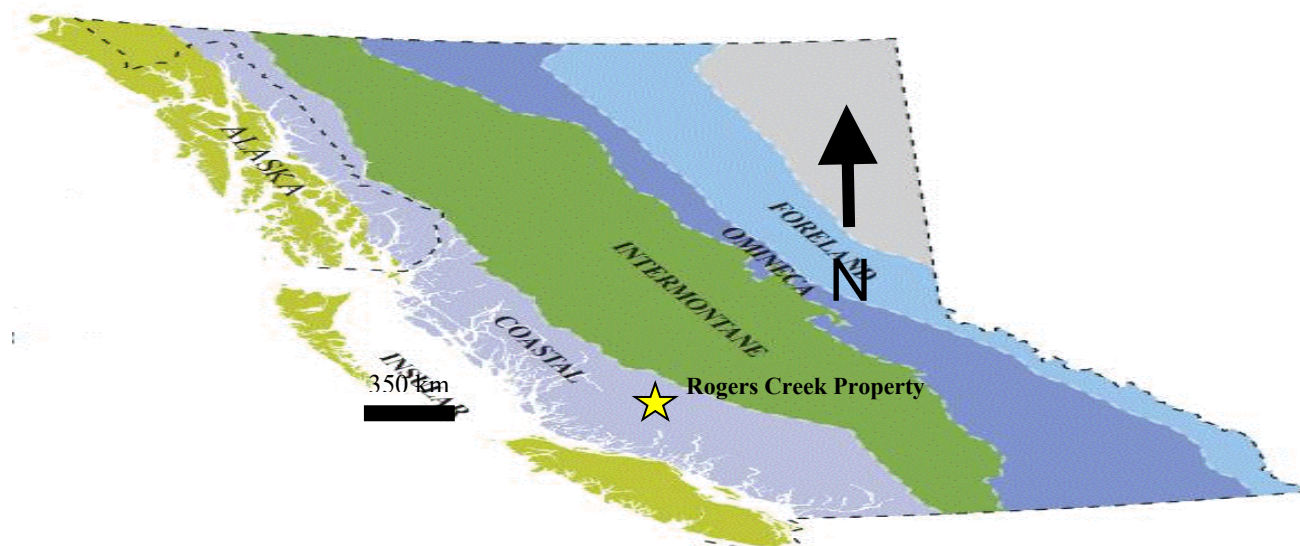 ALASKA
FORELAND
OMINECA
N
INTERMONTANE
COASTAL
INSULAR
350 km
Rogers Creek Property